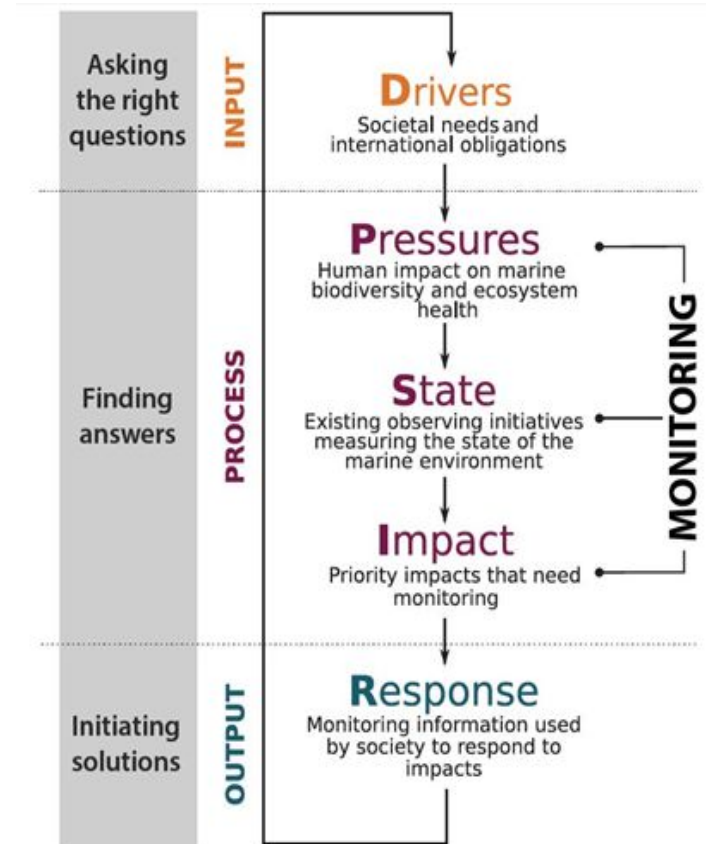 Asking
the right
questions
INPUT
Drivers
Societal needs and
international obligations
Finding
answers
PROCESS
Pressures
Human impact on marine
biodiversity and ecosystem
health
State
Existing observing initiatives
measuring the state of the
marine environment
Impact
Priority impacts that need
monitoring
MONITORING
Initiating
solutions
OUTPUT
Response
Monitoring information used
by society to respond to
impacts